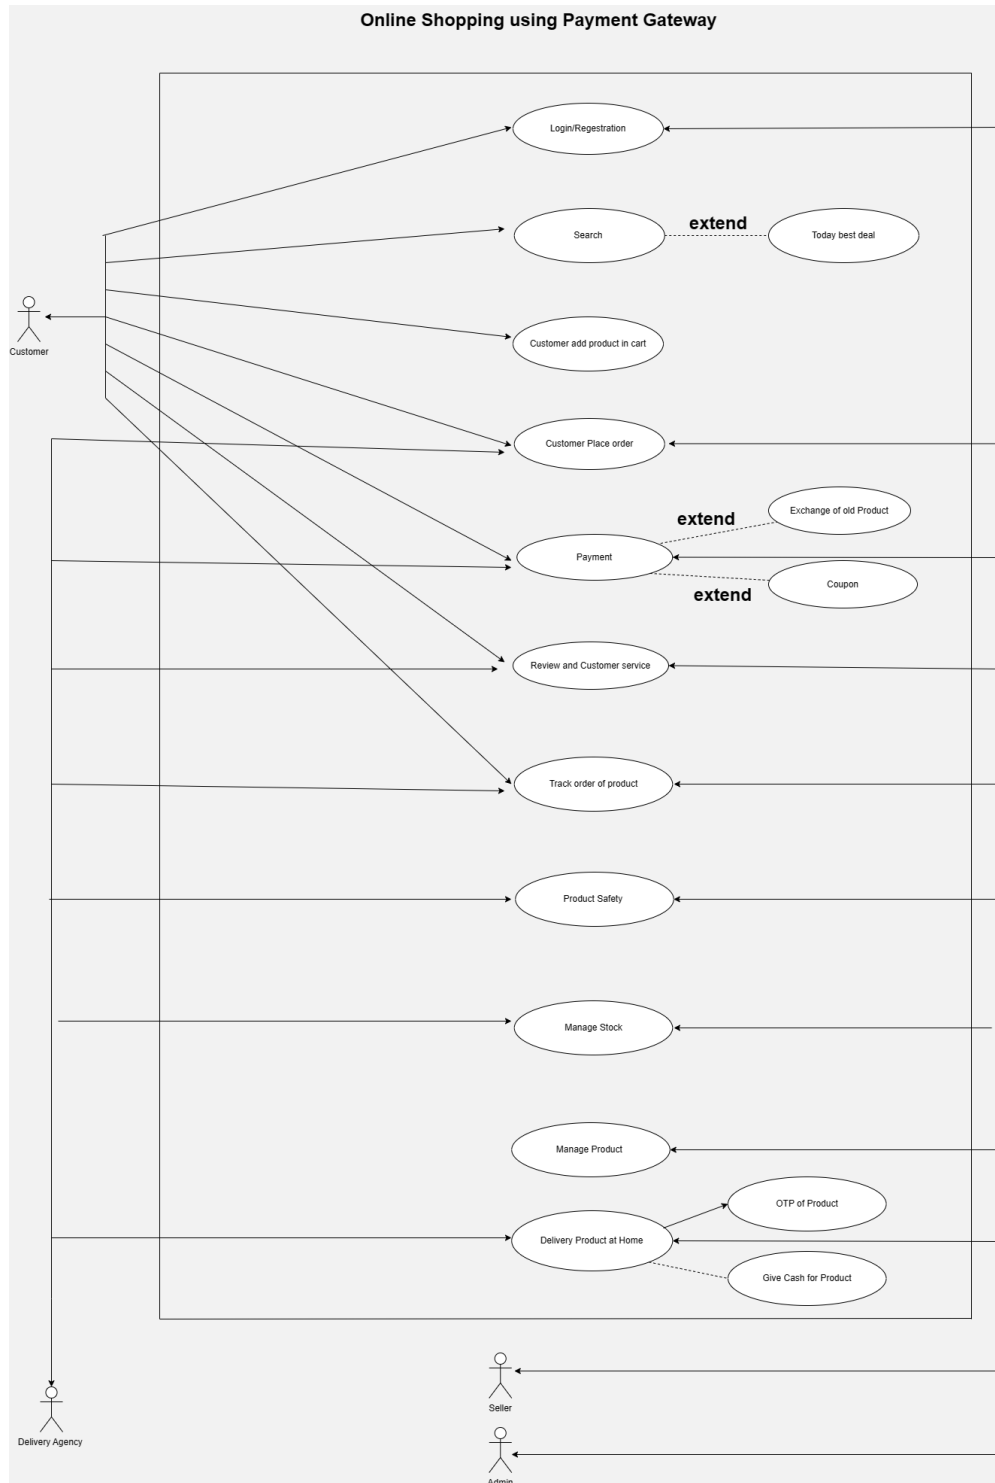 Online Shopping using Payment Gateway
Login/Regestration
Search
extend
Today best deal
Customer
Customer add product in cart
Customer Place order
extend
Exchange of old Product
Payment
extend
Coupon
Review and Customer service
Track order of product
Product Safety
Manage Stock
Manage Product
OTP of Product
Delivery Product at Home
Give Cash for Product
Seller
Delivery Agency
Admin